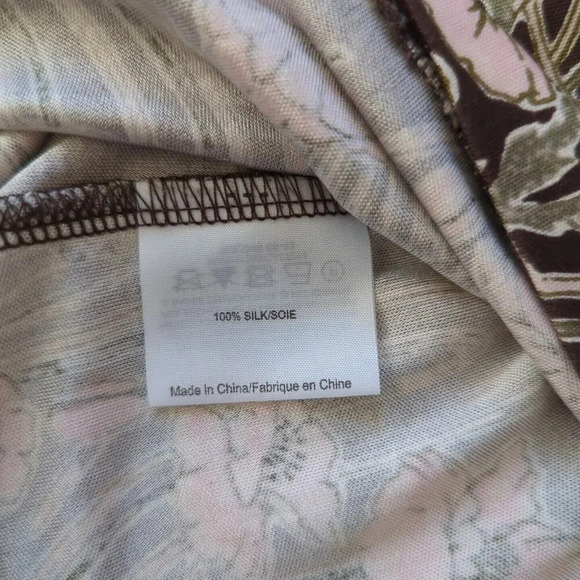 100% SILK/SOIE
Made In China/Fabrique en Chine